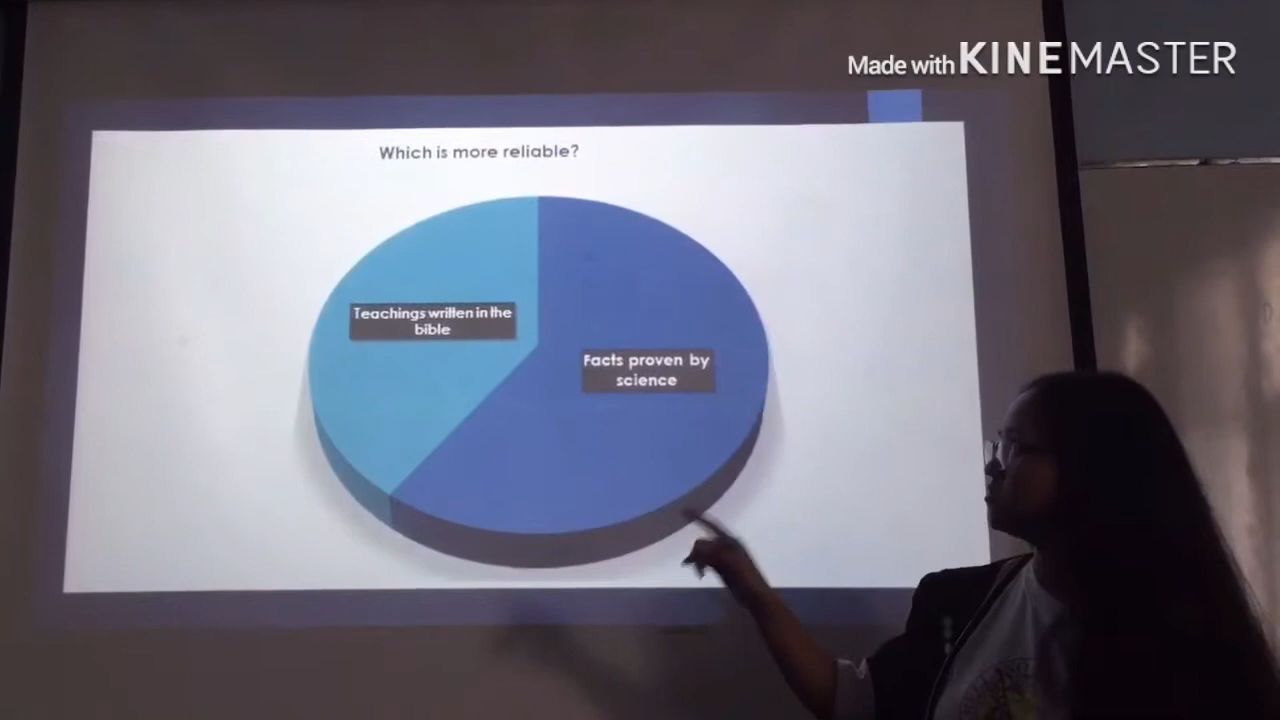 Made with KINEMASTER
Which is more reliable?
Teachings written in the
bible
Facts proven by
science